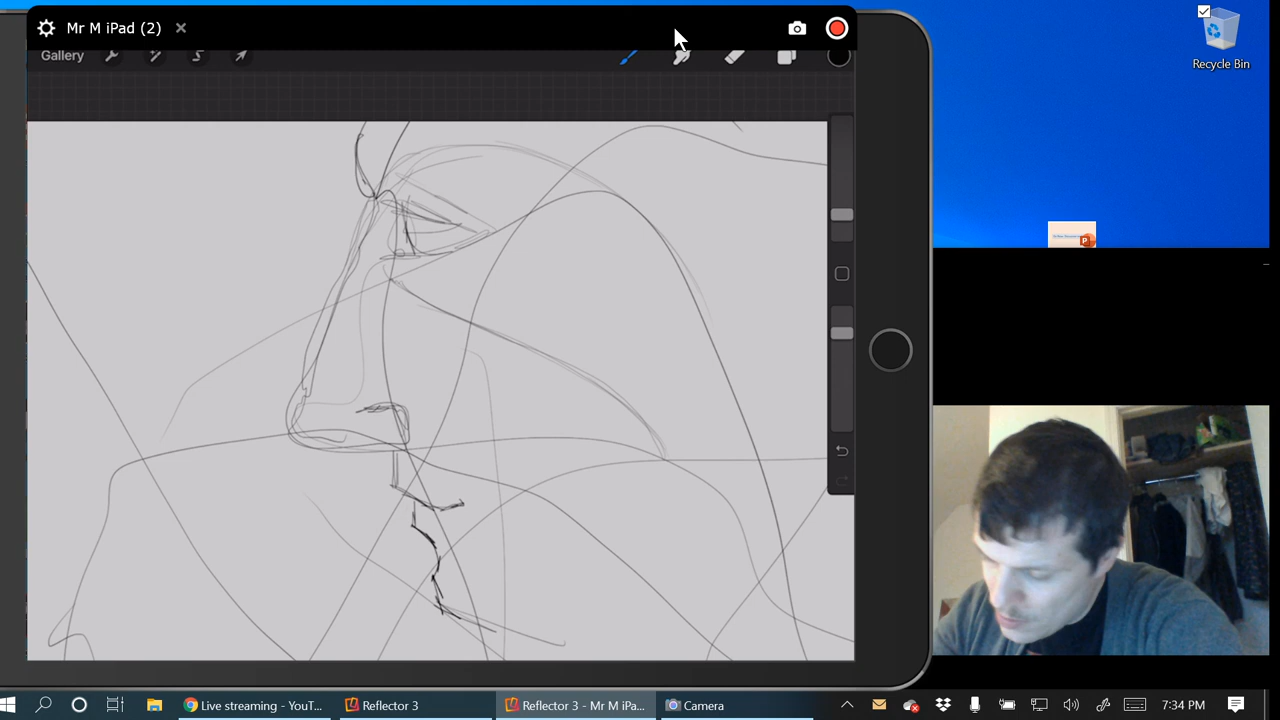 Mr M iPad (2)
Recycle Bin
Gallery
Live streaming - YouT...
Reflector 3
Reflector 3 - Mr M iPa...
Camera
7:34 PM